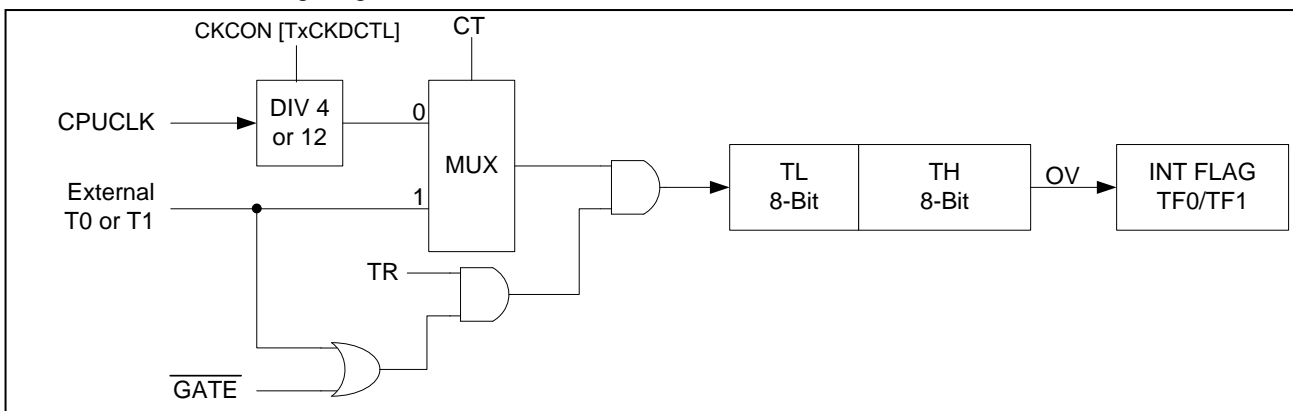 CKCON [TxCKDCTL]
CT
CPUCLK
DIV 4
or 12
0
MUX
External
T0 or T1
1
TL
8-Bit
TH
8-Bit
OV
INT FLAG
TF0/TF1
TR
GATE